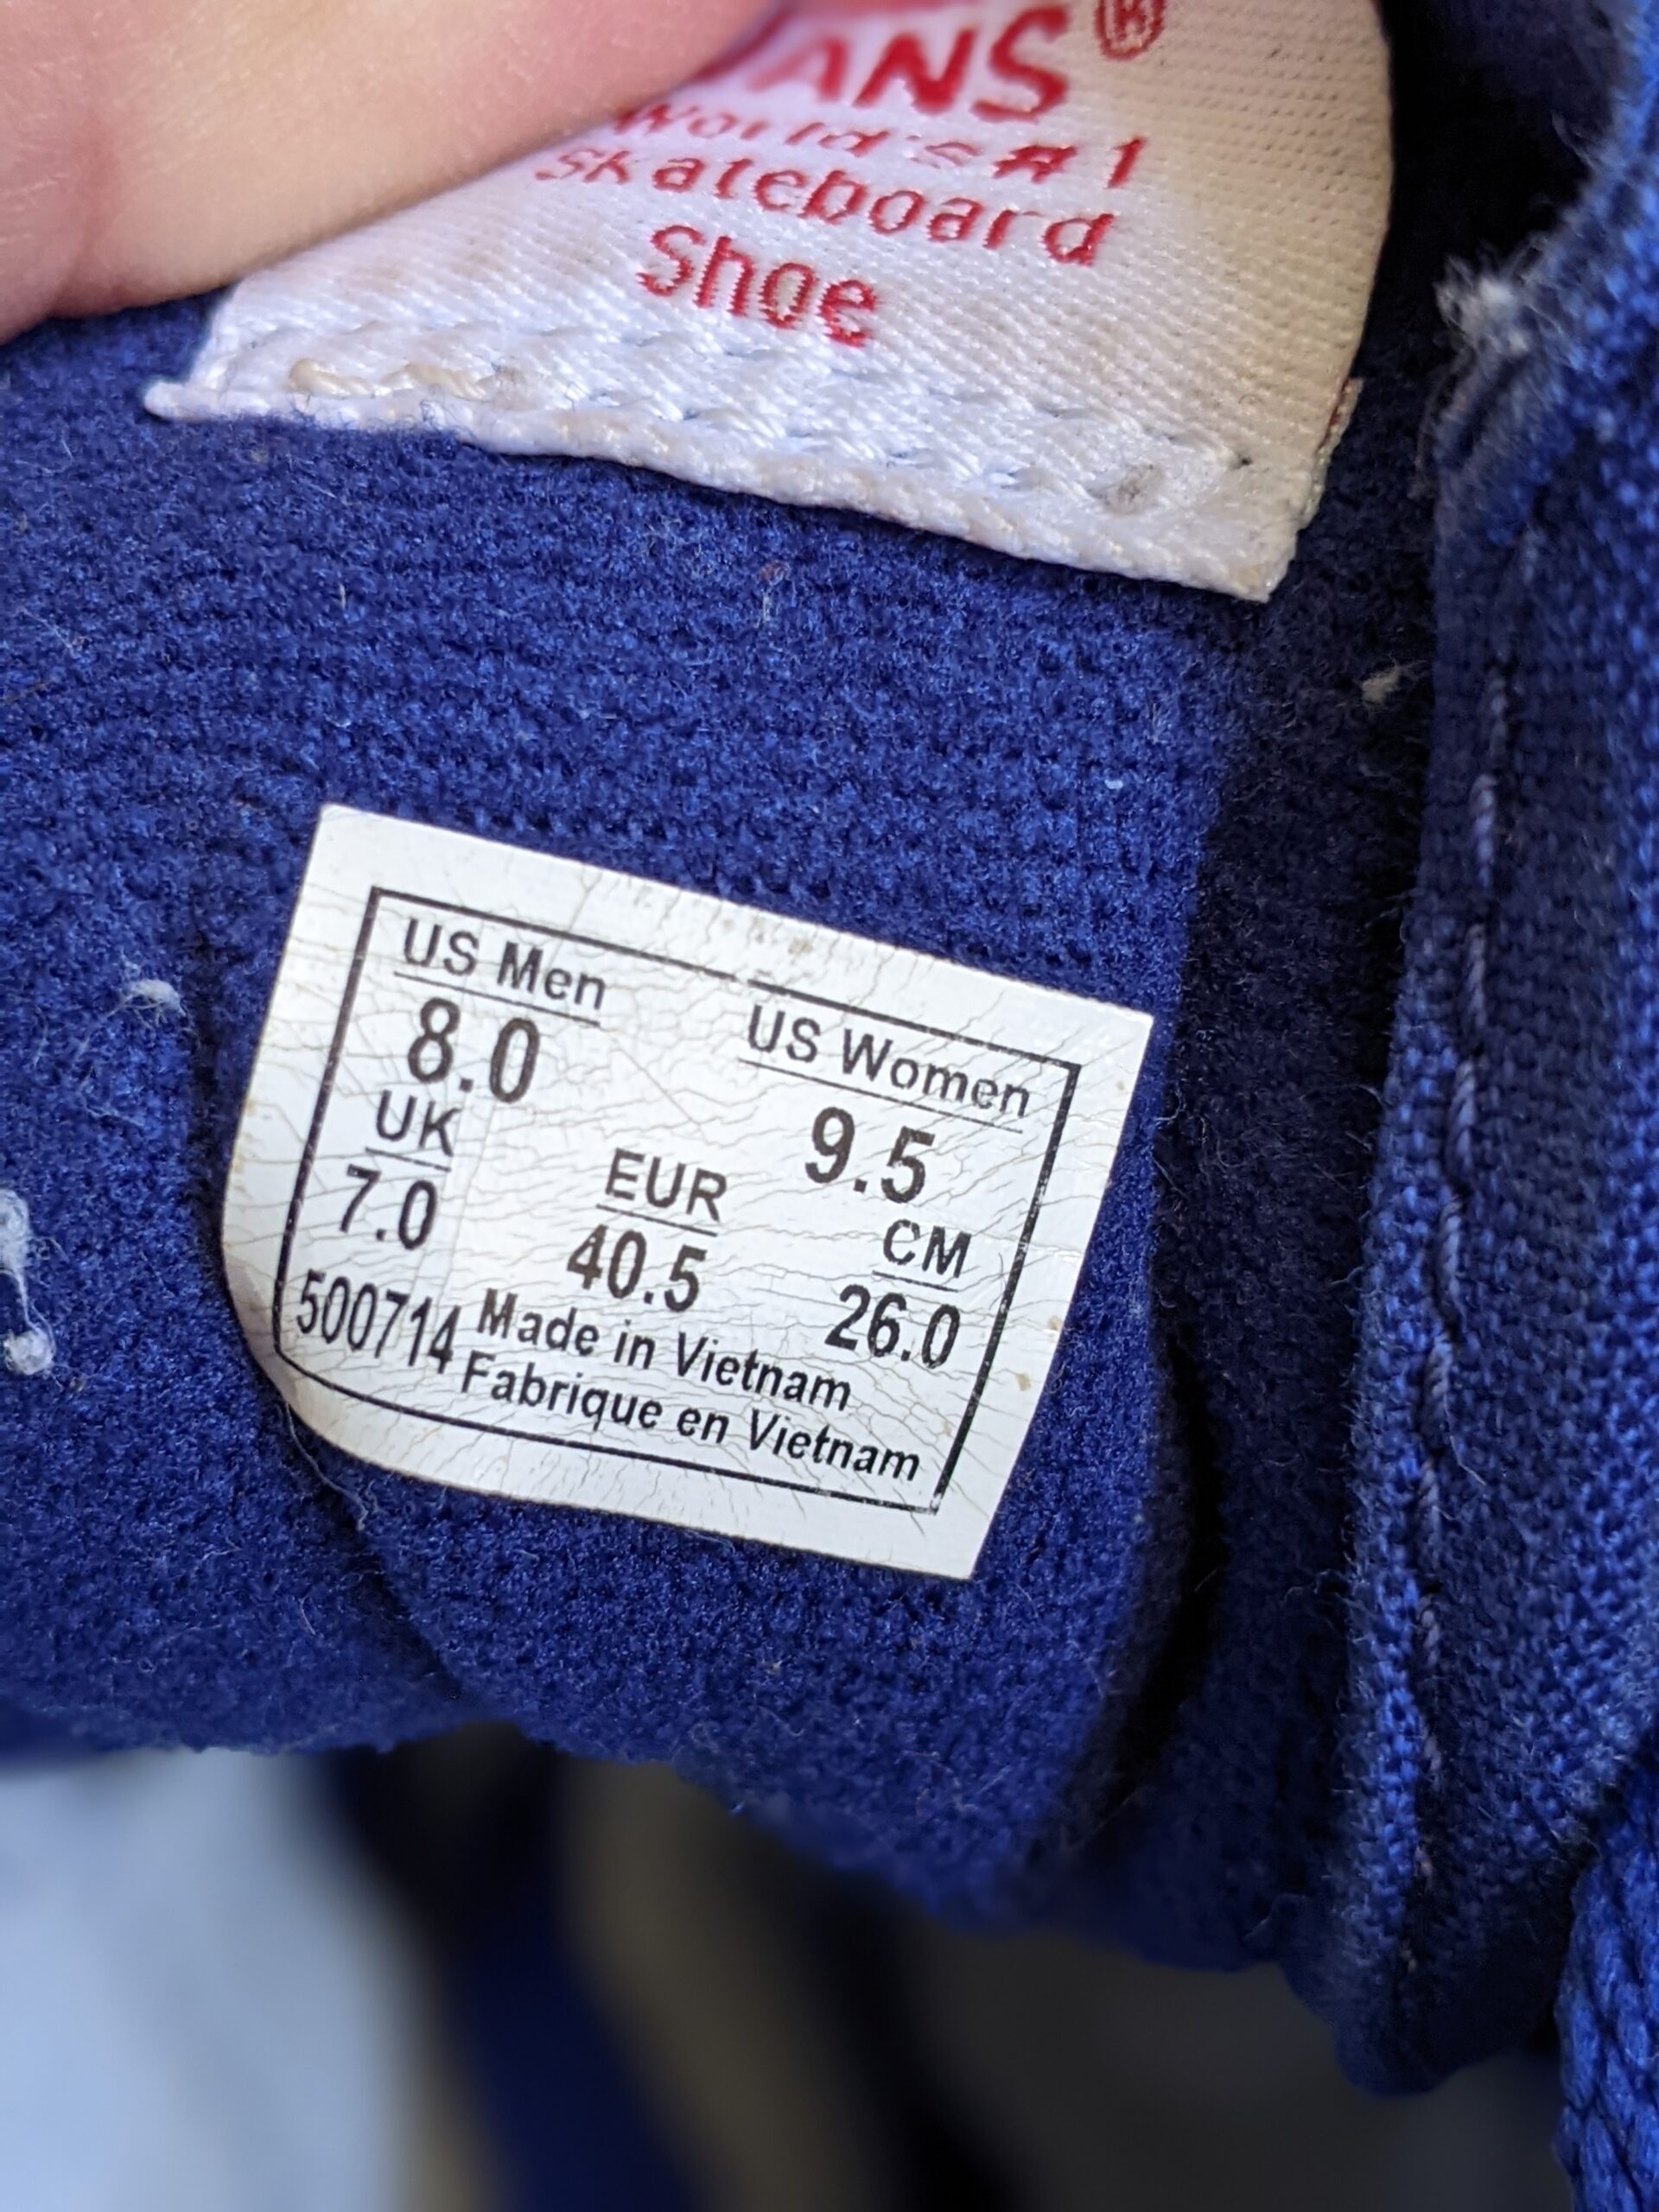 VANS®
World's #1
Skateboard
Shoe
US Men US Women
8.0 9.5
UK EUR CM
7.0 40.5 26.0
500714 Made in Vietnam
Fabrique en Vietnam